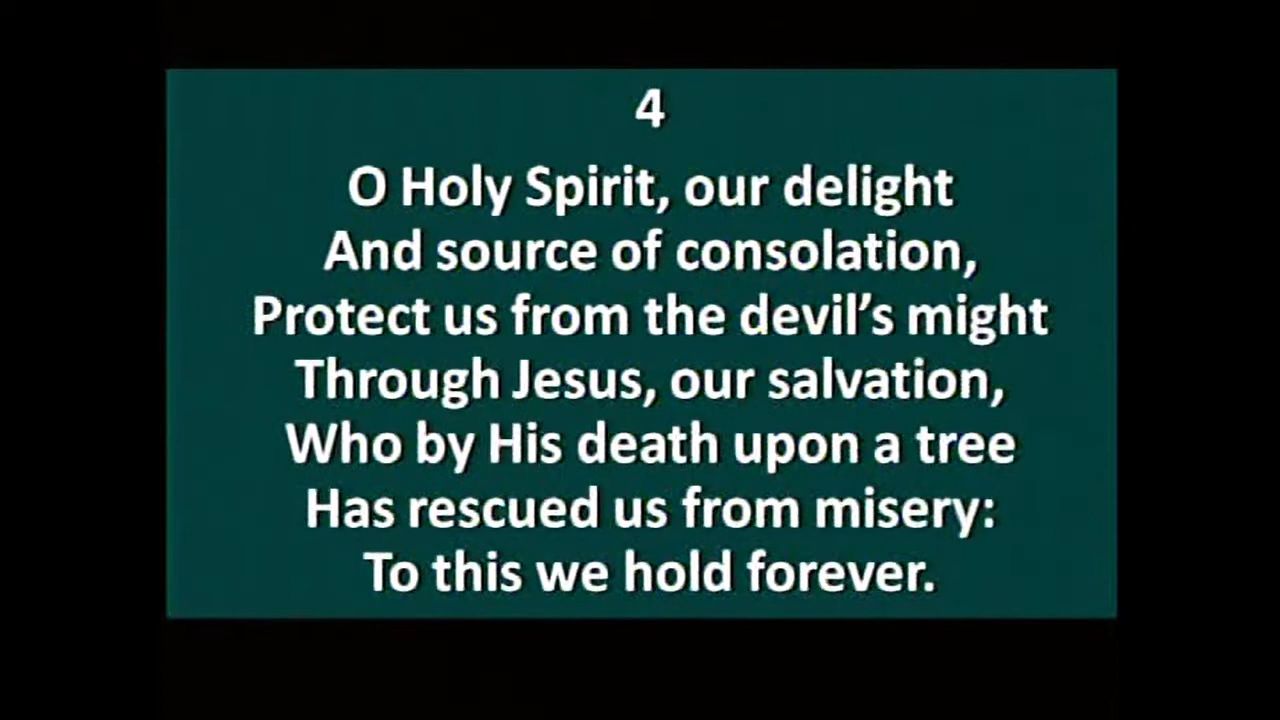 4
O Holy Spirit, our delight
And source of consolation,
Protect us from the devil’s might
Through Jesus, our salvation,
Who by His death upon a tree
Has rescued us from misery:
To this we hold forever.